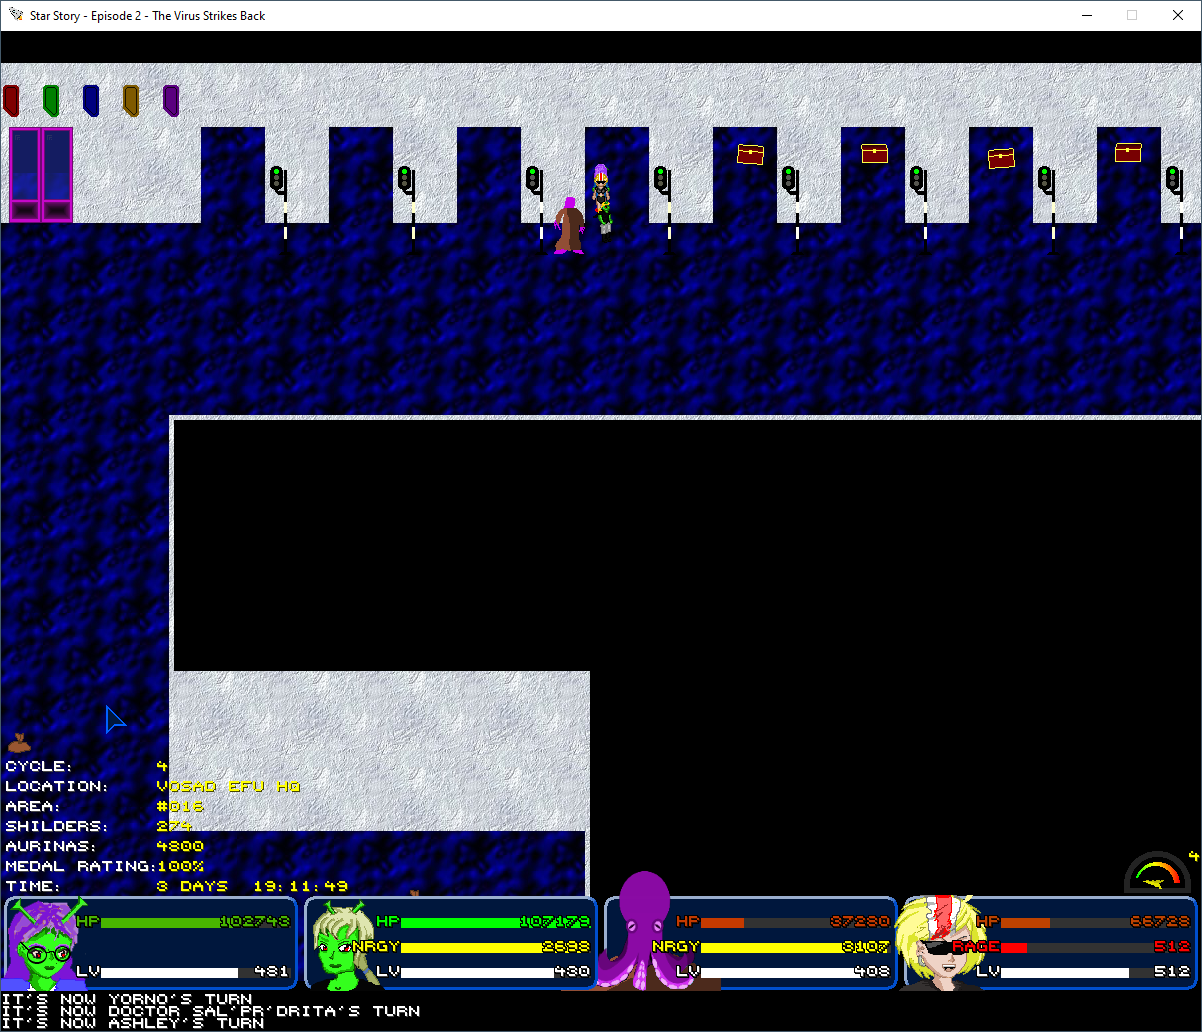 Star Story - Episode 2 - The Virus Strikes Back
CYCLE: 4
LOCATION: VOSAD EFU HQ
AREA: #016
SHILDERS: 274
AURINAS: 4800
MEDAL RATING:100%
TIME: 3 DAYS 19:11:49
4
HP 102743
LV 481
HP 107179
NRGY 2698
LV 430
HP 37280
NRGY 3107
LV 408
HP 66728
RAGE 512
LV 512
IT'S NOW YORNO'S TURN
IT'S NOW DOCTOR SAL'PR'DRITA'S TURN
IT'S NOW ASHLEY'S TURN